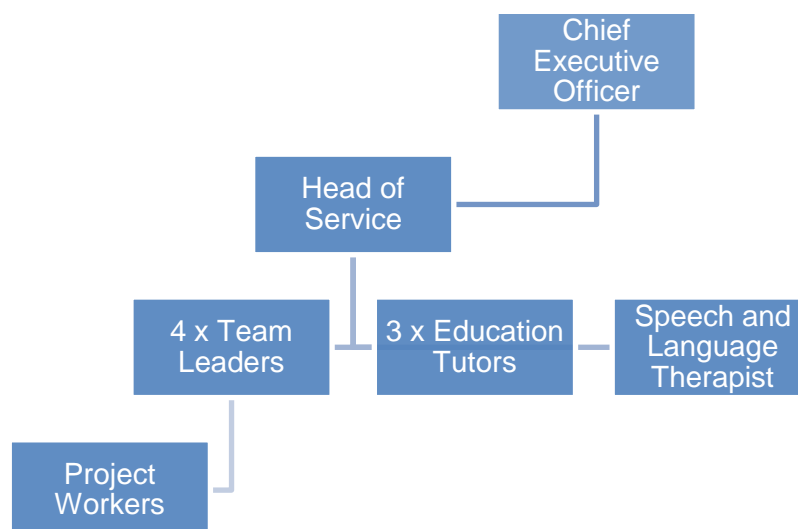 Chief
Executive
Officer
Head of
Service
4 x Team
Leaders
3 x Education
Tutors
Speech and
Language
Therapist
Project
Workers